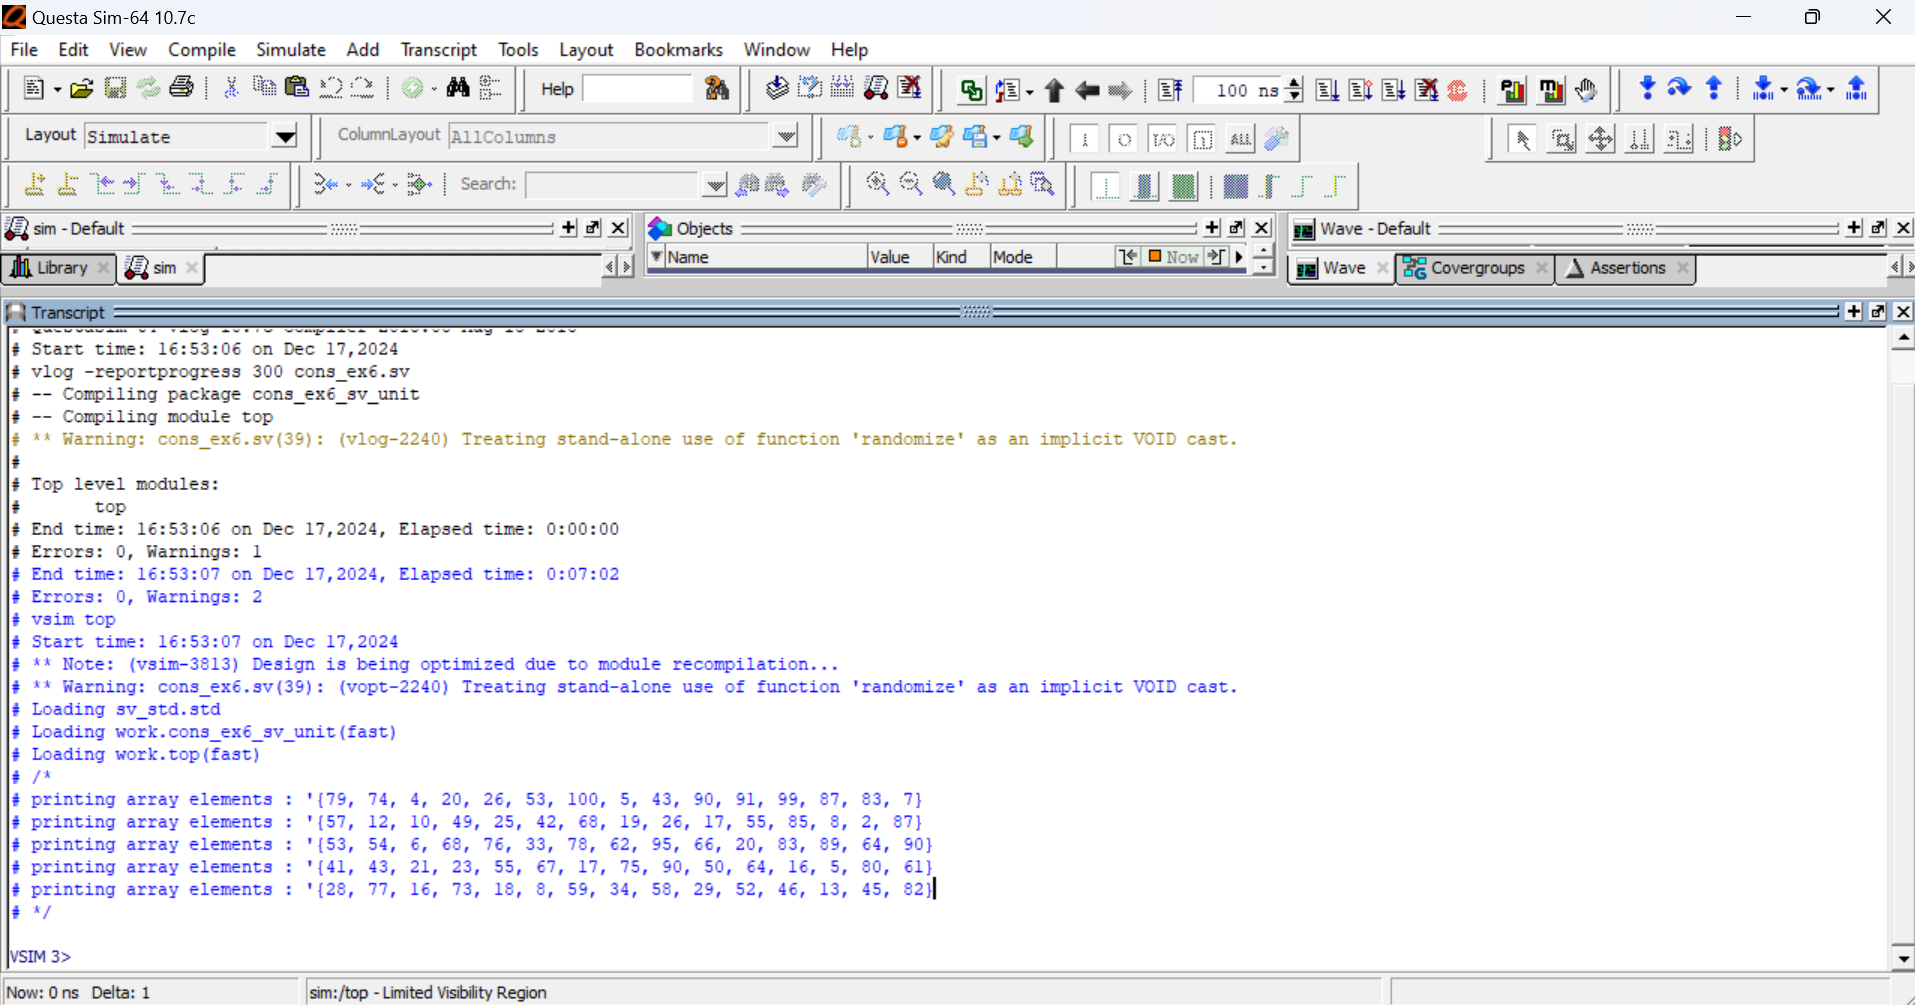 Questa Sim-64 10.7c
File Edit View Compile Simulate Add Transcript Tools Layout Bookmarks Window Help
Help 100 ns
Layout Simulate ColumnLayout AllColumns
ALL
Search:
sim - Default
Library sim
Objects
Name Value Kind Mode Now
Wave - Default
Wave Covergroups Assertions
Transcript
# Start time: 16:53:06 on Dec 17,2024
# vlog -reportprogress 300 cons_ex6.sv
# -- Compiling package cons_ex6_sv_unit
# -- Compiling module top
# ** Warning: cons_ex6.sv(39): (vlog-2240) Treating stand-alone use of function 'randomize' as an implicit VOID cast.
#
# Top level modules:
# top
# End time: 16:53:06 on Dec 17,2024, Elapsed time: 0:00:00
# Errors: 0, Warnings: 1
# End time: 16:53:07 on Dec 17,2024, Elapsed time: 0:07:02
# Errors: 0, Warnings: 2
# vsim top
# Start time: 16:53:07 on Dec 17,2024
# ** Note: (vsim-3813) Design is being optimized due to module recompilation...
# ** Warning: cons_ex6.sv(39): (vopt-2240) Treating stand-alone use of function 'randomize' as an implicit VOID cast.
# Loading sv_std.std
# Loading work.cons_ex6_sv_unit(fast)
# Loading work.top(fast)
# /*
# printing array elements : '{79, 74, 4, 20, 26, 53, 100, 5, 43, 90, 91, 99, 87, 83, 7}
# printing array elements : '{57, 12, 10, 49, 25, 42, 68, 19, 26, 17, 55, 85, 8, 2, 87}
# printing array elements : '{53, 54, 6, 68, 76, 33, 78, 62, 95, 66, 20, 83, 89, 64, 90}
# printing array elements : '{41, 43, 21, 23, 55, 67, 17, 75, 90, 50, 64, 16, 5, 80, 61}
# printing array elements : '{28, 77, 16, 73, 18, 8, 59, 34, 58, 29, 52, 46, 13, 45, 82}
# */
VSIM 3>
Now: 0 ns Delta: 1 sim:/top - Limited Visibility Region